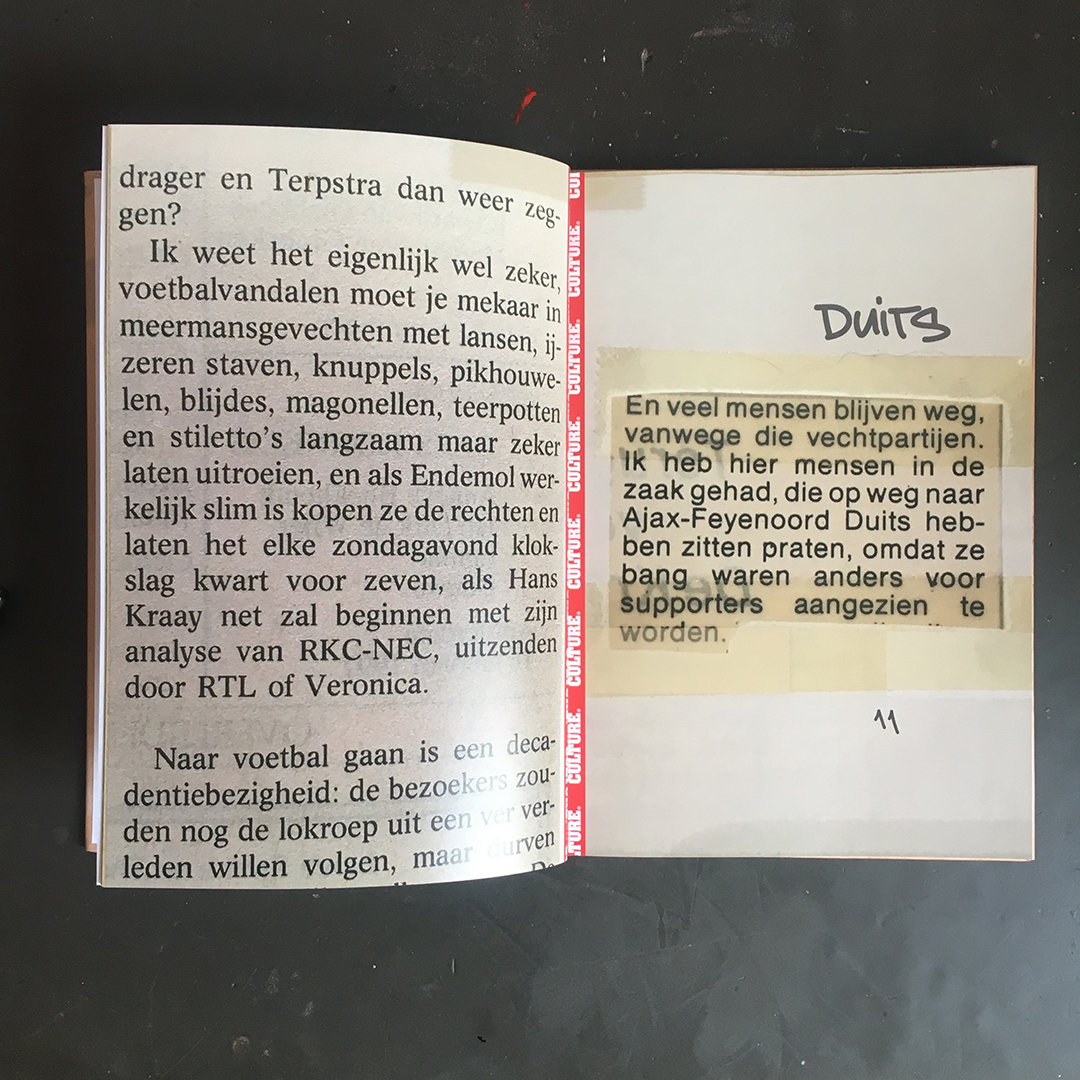 drager en Terpstra dan weer zeg-
gen?
Ik weet het eigenlijk wel zeker,
voetbalvandalen moet je mekaar in
meermansgevechten met lansen, ij-
zeren staven, knuppels, pikhouwe-
len, blijdes, magonellen, teerpotten
en stiletto's langzaam maar zeker
laten uitroeien, en als Endemol wer-
kelijk slim is kopen ze de rechten en
laten het elke zondagavond klok-
slag kwart voor zeven, als Hans
Kraay net zal beginnen met zijn
analyse van RKC-NEC, uitzenden
door RTL of Veronica.
Naar voetbal gaan is een deca-
dentiebezigheid: de bezoekers zou-
den nog de lokroep uit een ver ver-
leden willen volgen, maar durven
De
CULTURE.
CULTURE.
CULTURE.
CULTURE.
CULTURE.
CULTURE.
TURE.
DUITS
En veel mensen blijven weg,
vanwege die vechtpartijen.
Ik heb hier mensen in de
zaak gehad, die op weg naar
Ajax-Feyenoord Duits heb-
ben zitten praten, omdat ze
bang waren anders voor
supporters aangezien te
worden.
11